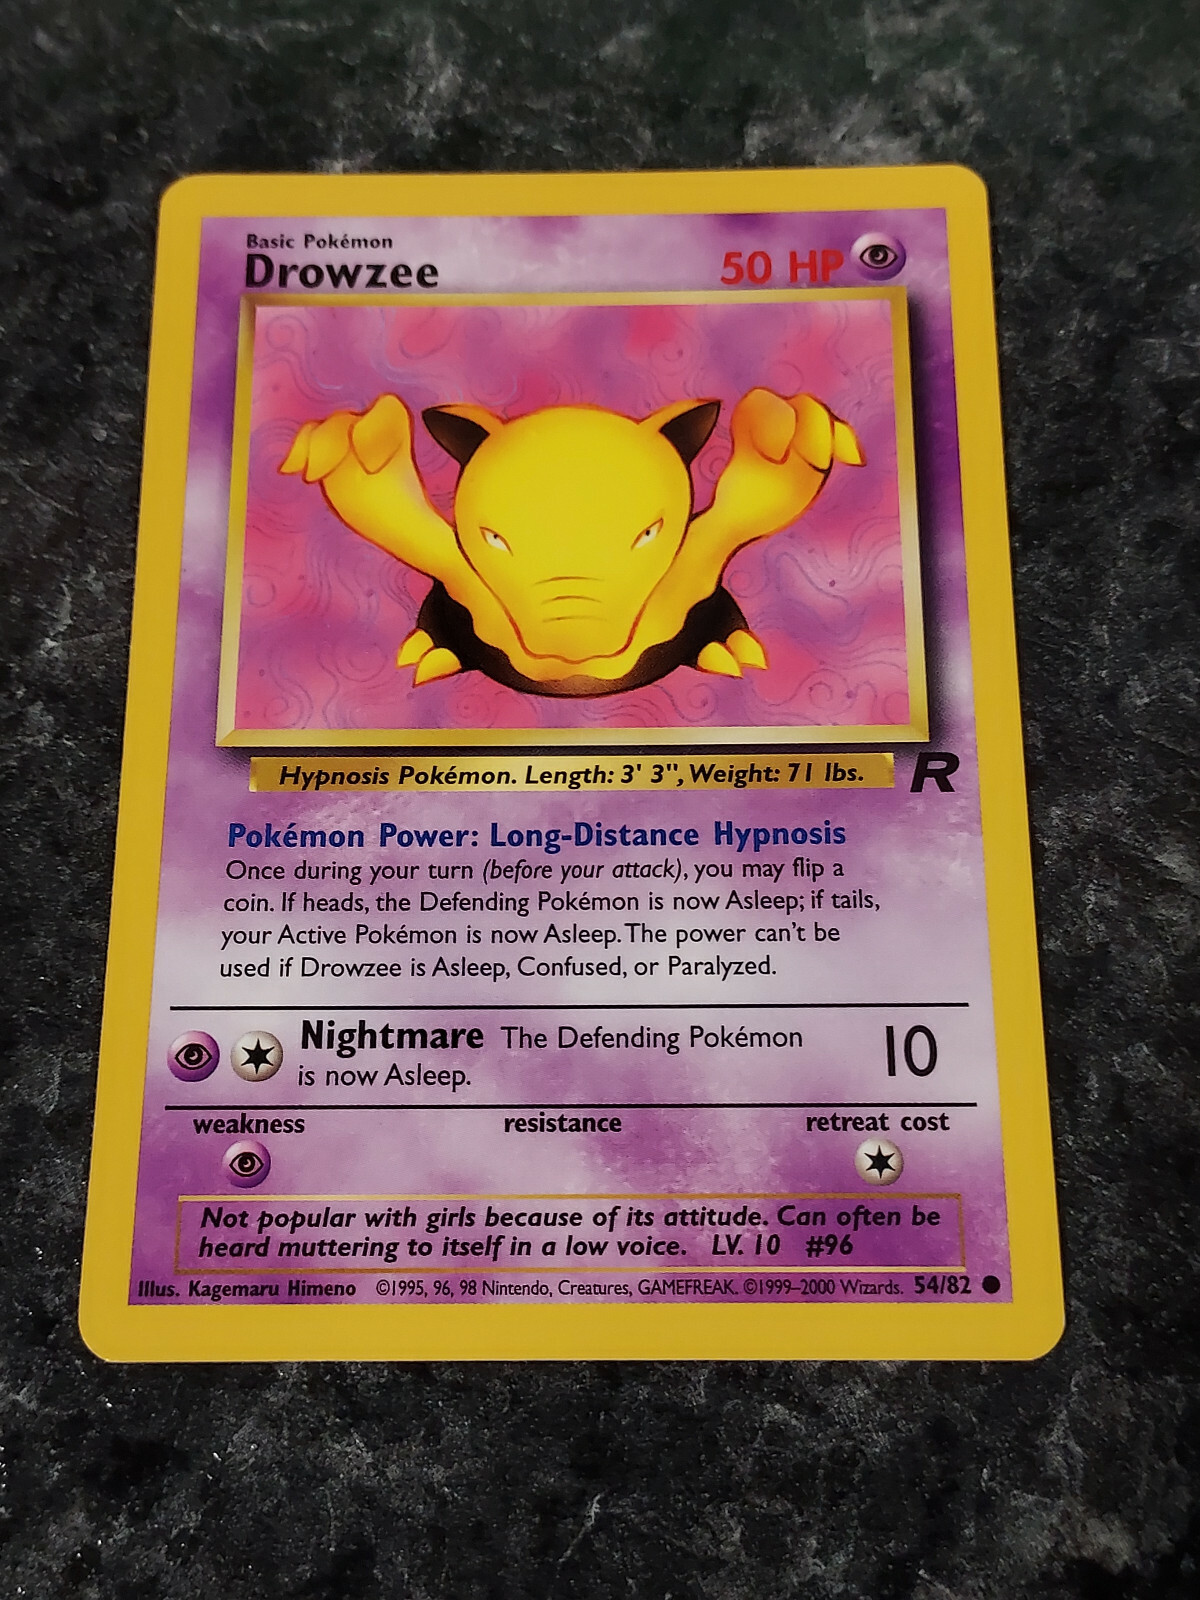 Basic Pokémon
Drowzee
50 HP
Hypnosis Pokémon. Length: 3' 3", Weight: 71 lbs.
R
Pokémon Power: Long-Distance Hypnosis
Once during your turn (before your attack), you may flip a
coin. If heads, the Defending Pokémon is now Asleep; if tails,
your Active Pokémon is now Asleep. The power can't be
used if Drowzee is Asleep, Confused, or Paralyzed.
Nightmare The Defending Pokémon
is now Asleep.
10
weakness resistance retreat cost
Not popular with girls because of its attitude. Can often be
heard muttering to itself in a low voice. LV. 10 #96
Illus. Kagemaru Himeno ©1995, 96, 98 Nintendo, Creatures, GAMEFREAK. ©1999–2000 Wizards. 54/82